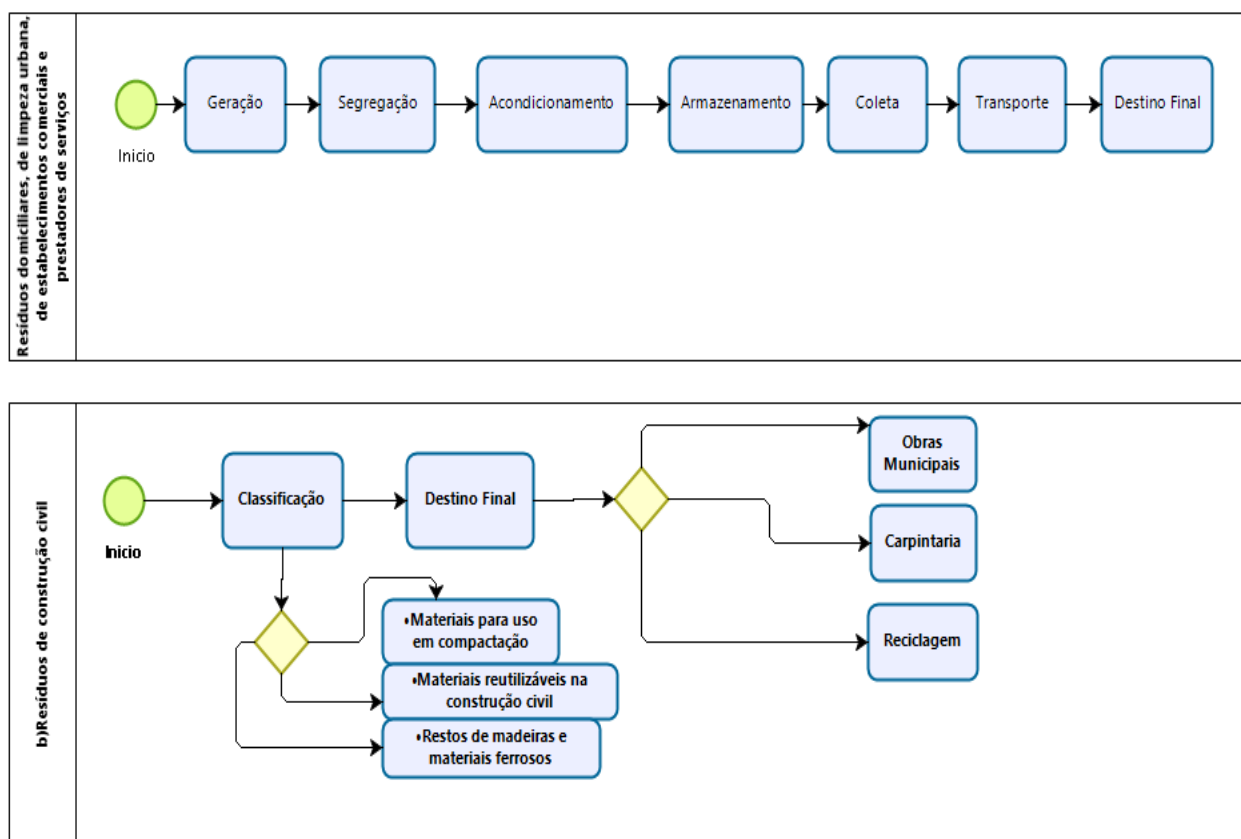 Resíduos domiciliares, de limpeza urbana,
de estabelecimentos comerciais e
prestadores de serviços
Inicio
Geração
Segregação
Acondicionamento
Armazenamento
Coleta
Transporte
Destino Final
b)Resíduos de construção civil
Inicio
Classificação
Destino Final
Obras
Municipais
Carpintaria
Reciclagem
•Materiais para uso
em compactação
•Materiais reutilizáveis na
construção civil
•Restos de madeiras e
materiais ferrosos